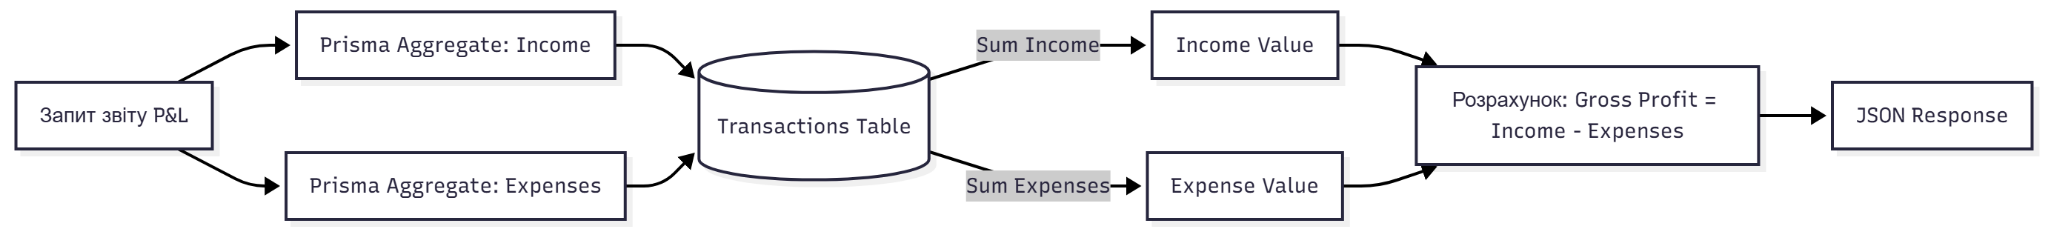 Запит звіту P&L
Prisma Aggregate: Income
Prisma Aggregate: Expenses
Transactions Table
Sum Income
Sum Expenses
Income Value
Expense Value
Розрахунок: Gross Profit =
Income - Expenses
JSON Response